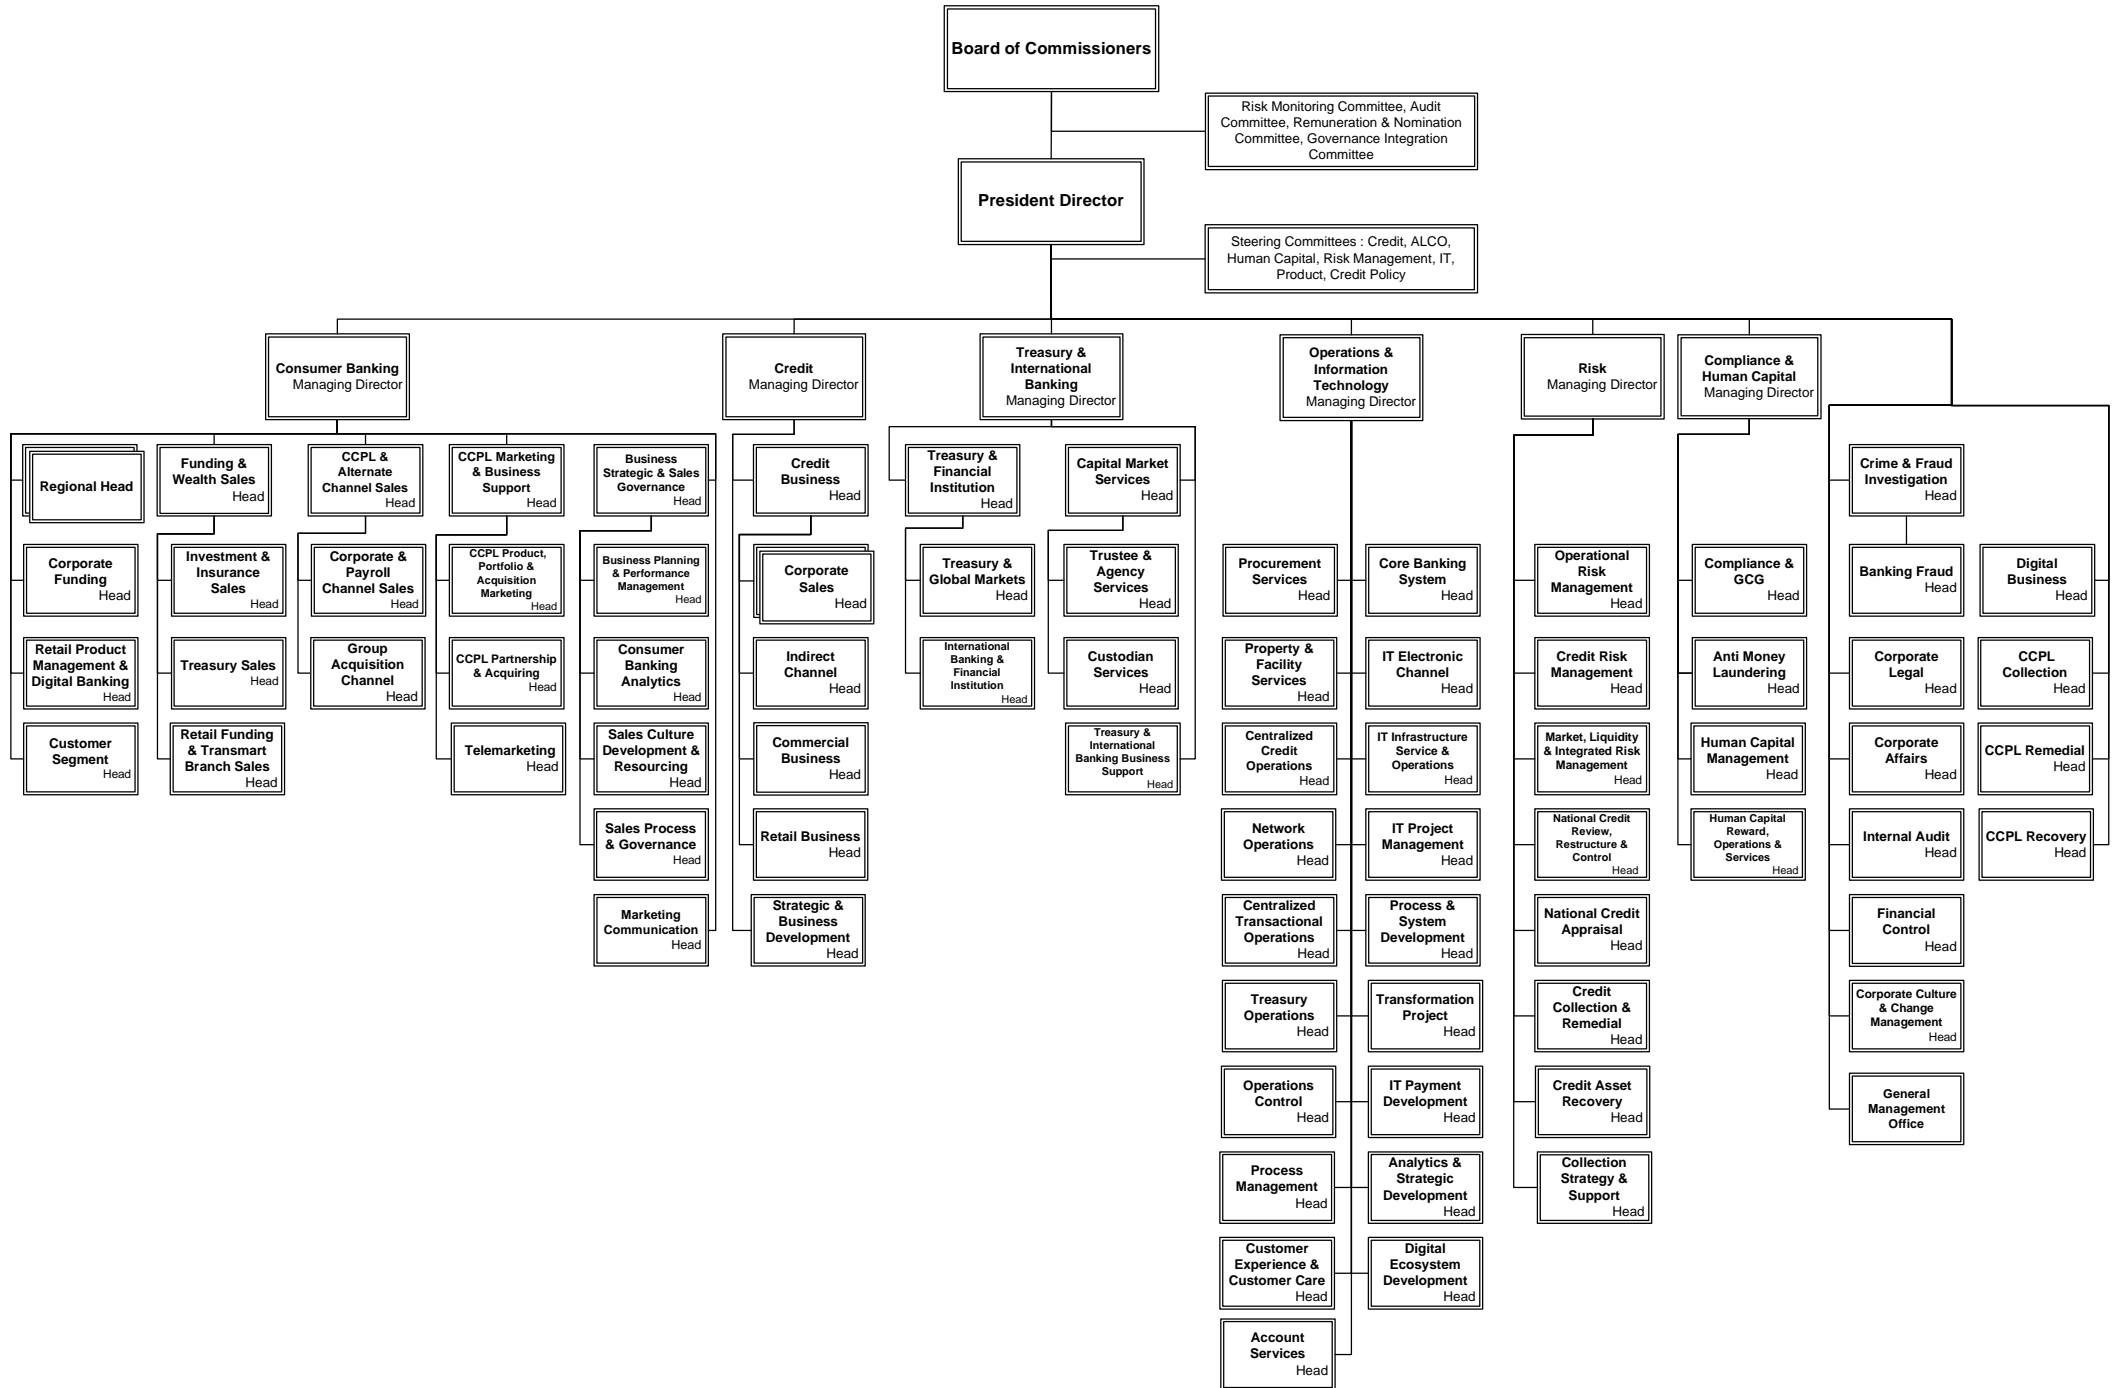 Board of Commissioners
Risk Monitoring Committee, Audit
Committee, Remuneration & Nomination
Committee, Governance Integration
Committee
President Director
Steering Committees : Credit, ALCO,
Human Capital, Risk Management, IT,
Product, Credit Policy
Consumer Banking
Managing Director
Credit
Managing Director
Treasury &
International
Banking
Managing Director
Operations &
Information
Technology
Managing Director
Risk
Managing Director
Compliance &
Human Capital
Managing Director
Regional Head
Funding &
Wealth Sales
Head
CCPL &
Alternate
Channel Sales
Head
CCPL Marketing
& Business
Support
Head
Business
Strategic & Sales
Governance
Head
Credit
Business
Head
Treasury &
Financial
Institution
Head
Capital Market
Services
Head
Crime & Fraud
Investigation
Head
Corporate
Funding
Head
Investment &
Insurance
Sales
Head
Corporate &
Payroll
Channel Sales
Head
CCPL Product,
Portfolio &
Acquisition
Marketing
Head
Business Planning
& Performance
Management
Head
Corporate
Sales
Head
Treasury &
Global Markets
Head
Trustee &
Agency
Services
Head
Procurement
Services
Head
Core Banking
System
Head
Operational
Risk
Management
Head
Compliance &
GCG
Head
Banking Fraud
Head
Digital
Business
Head
Retail Product
Management &
Digital Banking
Head
Treasury Sales
Head
Group
Acquisition
Channel
Head
CCPL Partnership
& Acquiring
Head
Consumer
Banking
Analytics
Head
Indirect
Channel
Head
International
Banking &
Financial
Institution
Head
Custodian
Services
Head
Property &
Facility
Services
Head
IT Electronic
Channel
Head
Credit Risk
Management
Head
Anti Money
Laundering
Head
Corporate
Legal
Head
CCPL
Collection
Head
Customer
Segment
Head
Retail Funding
& Transmart
Branch Sales
Head
Telemarketing
Head
Sales Culture
Development &
Resourcing
Head
Commercial
Business
Head
Treasury &
International
Banking Business
Support
Head
Centralized
Credit
Operations
Head
IT Infrastructure
Service &
Operations
Head
Market, Liquidity
& Integrated Risk
Management
Head
Human Capital
Management
Head
Corporate
Affairs
Head
CCPL Remedial
Head
Sales Process
& Governance
Head
Retail Business
Head
Network
Operations
Head
IT Project
Management
Head
National Credit
Review,
Restructure &
Control
Head
Human Capital
Reward,
Operations &
Services
Head
Internal Audit
Head
CCPL Recovery
Head
Marketing
Communication
Head
Strategic &
Business
Development
Head
Centralized
Transactional
Operations
Head
Process &
System
Development
Head
National Credit
Appraisal
Head
Financial
Control
Head
Treasury
Operations
Head
Transformation
Project
Head
Credit
Collection &
Remedial
Head
Corporate Culture
& Change
Management
Head
Operations
Control
Head
IT Payment
Development
Head
Credit Asset
Recovery
Head
General
Management
Office
Process
Management
Head
Analytics &
Strategic
Development
Head
Collection
Strategy &
Support
Head
Customer
Experience &
Customer Care
Head
Digital
Ecosystem
Development
Head
Account
Services
Head